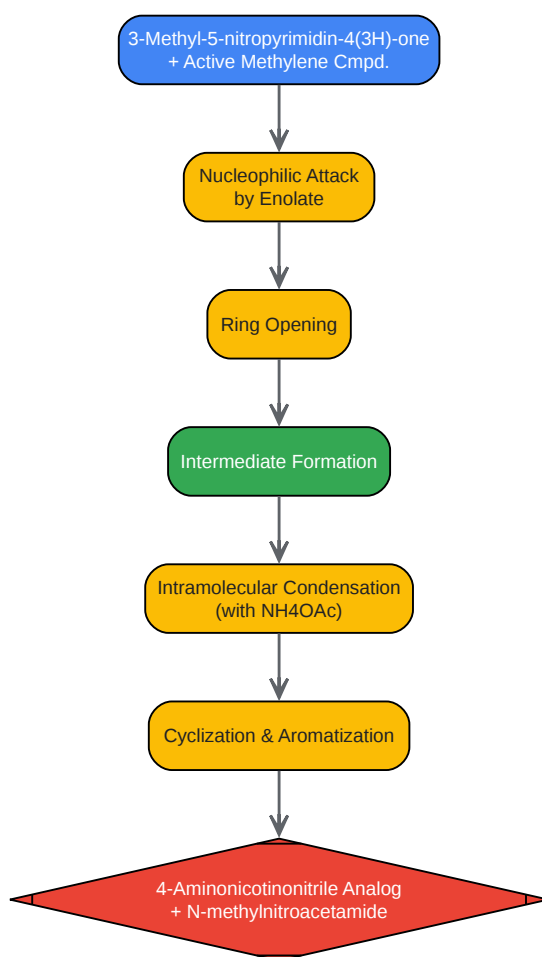 3-Methyl-5-nitropyrimidin-4(3H)-one
+ Active Methylene Cmpd.
Nucleophilic Attack
by Enolate
Ring Opening
Intermediate Formation
Intramolecular Condensation
(with NH4OAc)
Cyclization & Aromatization
4-Aminonicotinonitrile Analog
+ N-methylnitroacetamide